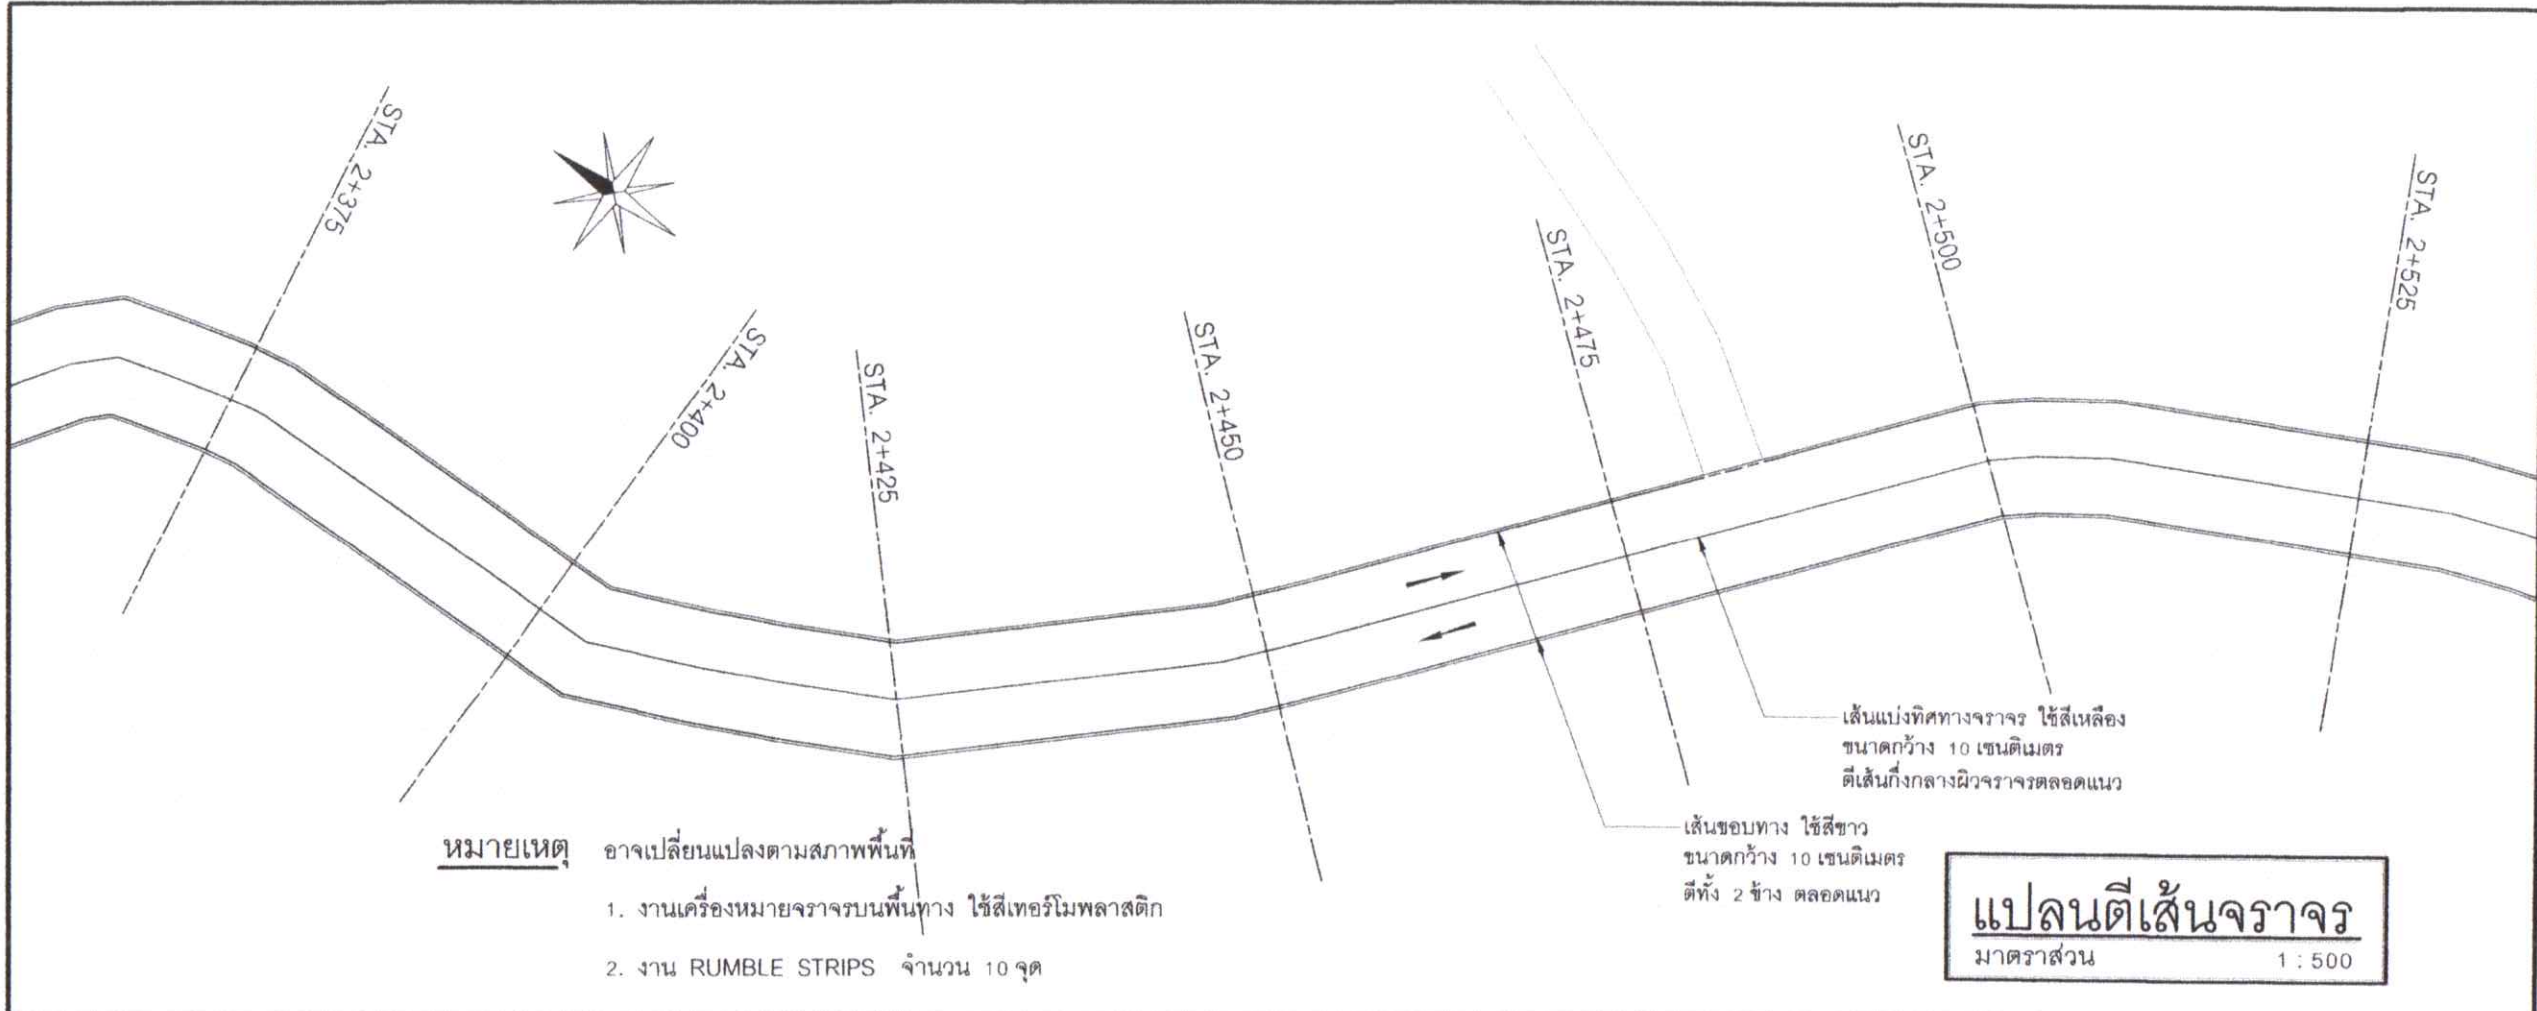 STA. 2+375
STA. 2+400
STA. 2+425
STA. 2+450
STA. 2+475
STA. 2+500
STA. 2+525
เส้นแบ่งทิศทางจราจร ใช้สีเหลือง
ขนาดกว้าง 10 เซนติเมตร
ตีเส้นกึ่งกลางผิวจราจรตลอดแนว
เส้นขอบทาง ใช้สีขาว
ขนาดกว้าง 10 เซนติเมตร
ตีทั้ง 2 ข้าง ตลอดแนว
หมายเหตุ อาจเปลี่ยนแปลงตามสภาพพื้นที่
1. งานเครื่องหมายจราจรบนพื้นทาง ใช้สีเทอร์โมพลาสติก
2. งาน RUMBLE STRIPS จำนวน 10 จุด
แปลนตีเส้นจราจร
มาตราส่วน 1 : 500